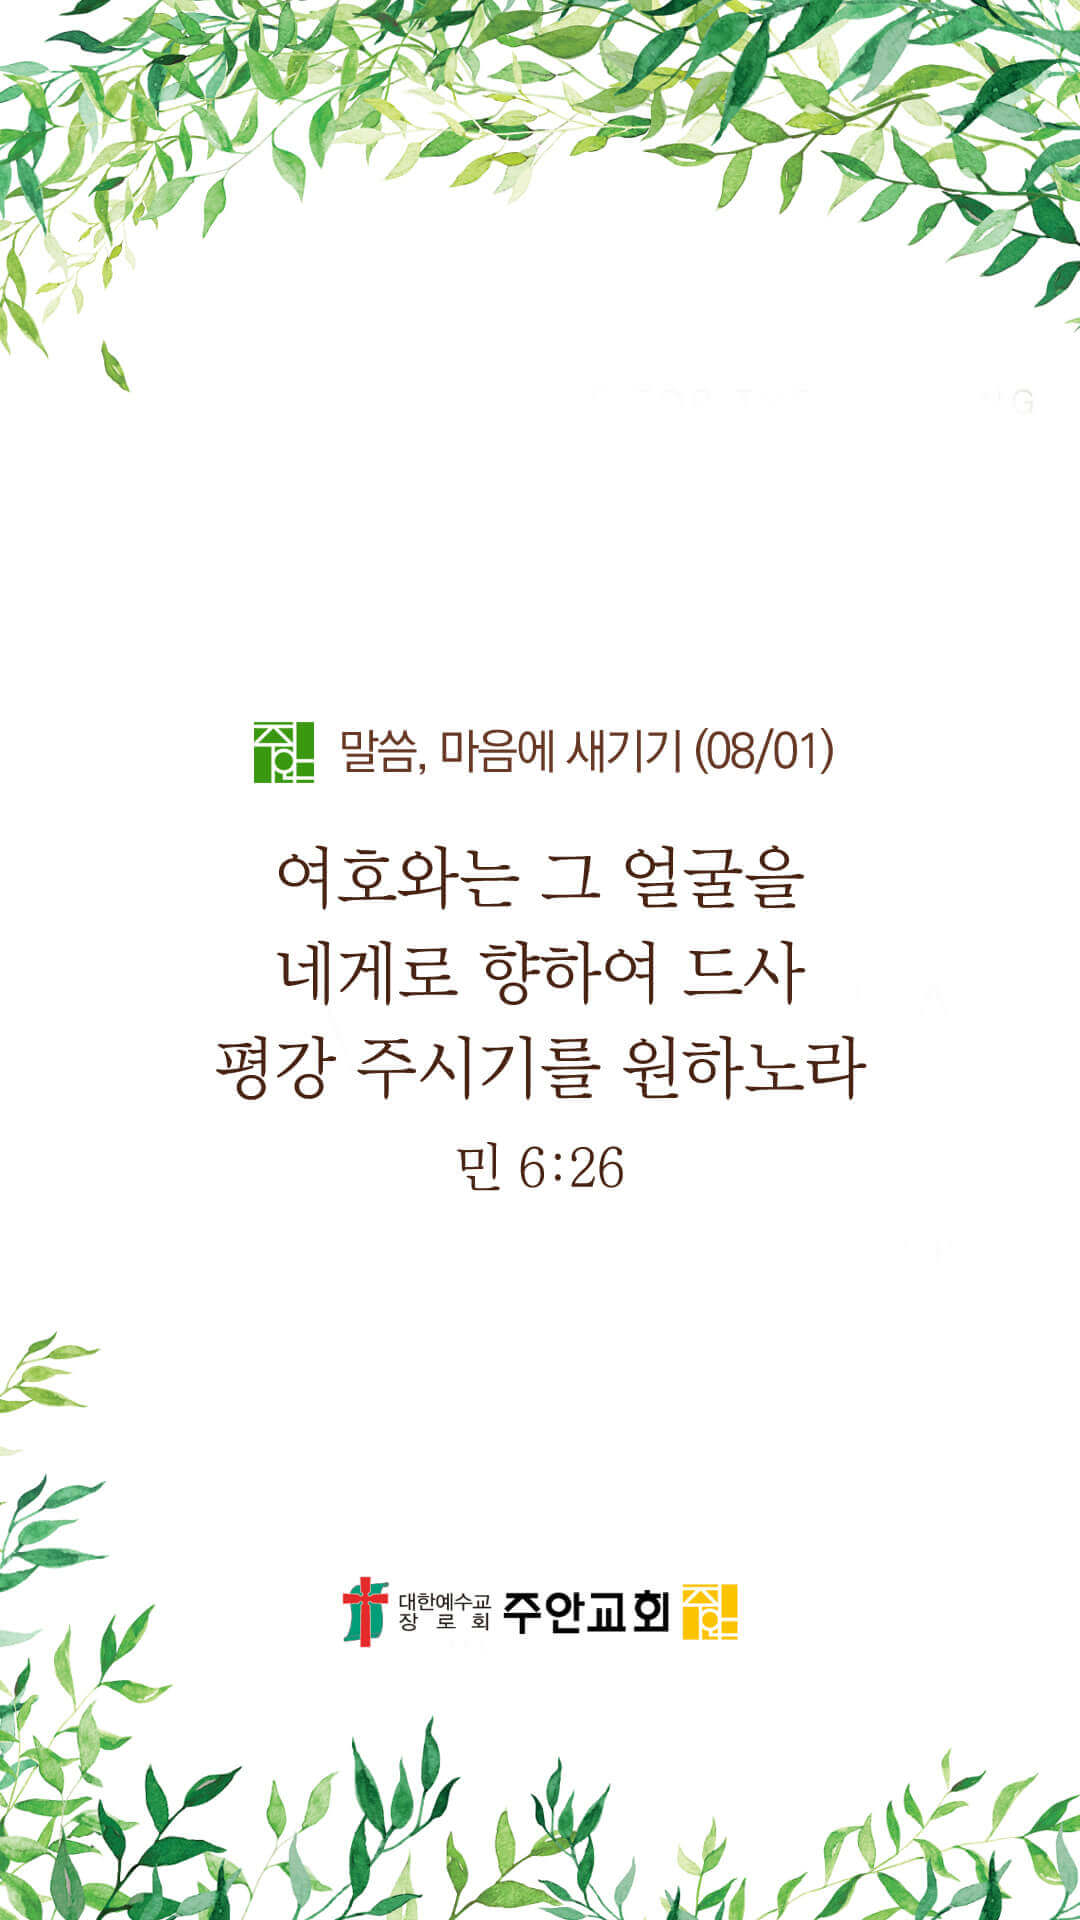 말씀, 마음에 새기기 (08/01)
여호와는 그 얼굴을
네게로 향하여 드사
평강 주시기를 원하노라
민 6:26
대한예수교
장로회
주안교회